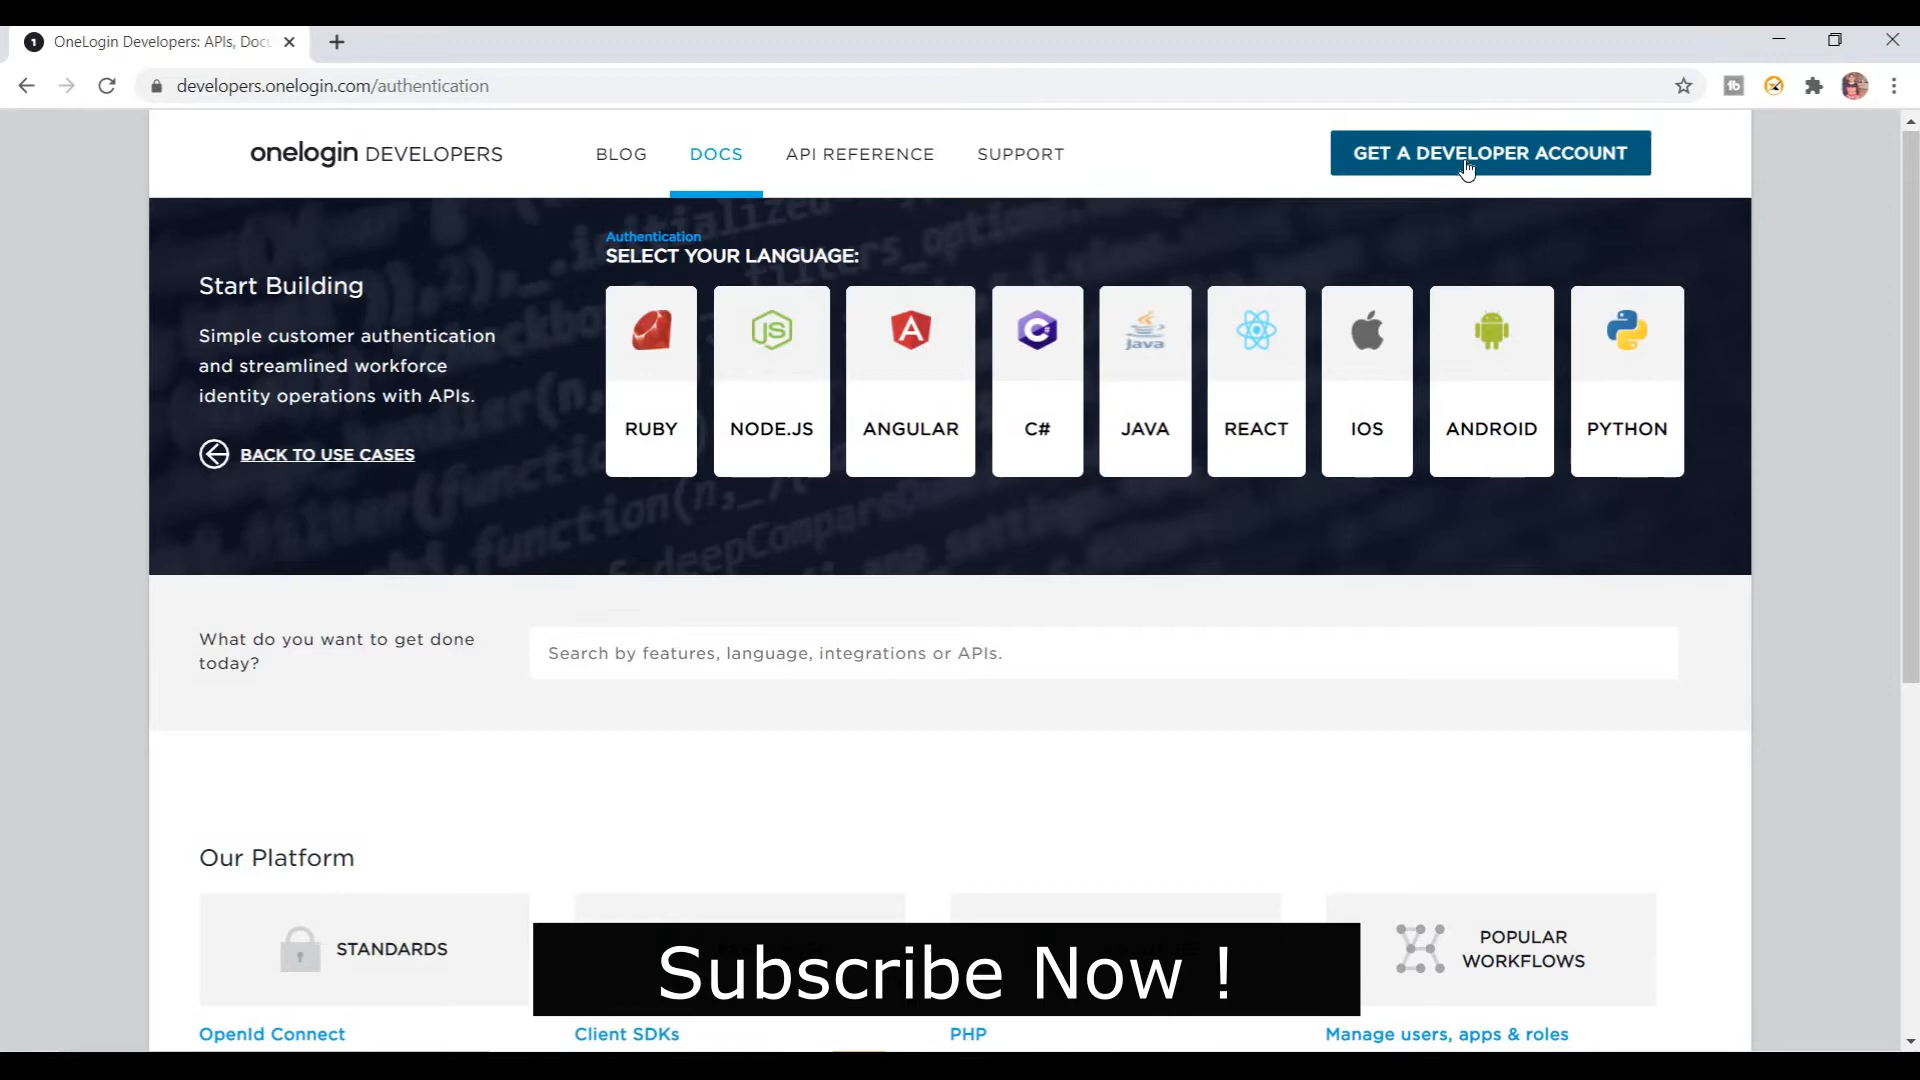 OneLogin Developers: APIs, Doc
developers.onelogin.com/authentication
onelogin DEVELOPERS
BLOG
DOCS
API REFERENCE
SUPPORT
GET A DEVELOPER ACCOUNT
Authentication
SELECT YOUR LANGUAGE:
Start Building
Simple customer authentication
and streamlined workforce
identity operations with APIs.
BACK TO USE CASES
RUBY
NODE.JS
ANGULAR
C#
JAVA
REACT
IOS
ANDROID
PYTHON
What do you want to get done
today?
Search by features, language, integrations or APIs.
Our Platform
STANDARDS
POPULAR
WORKFLOWS
Subscribe Now !
OpenId Connect
Client SDKs
PHP
Manage users, apps & roles